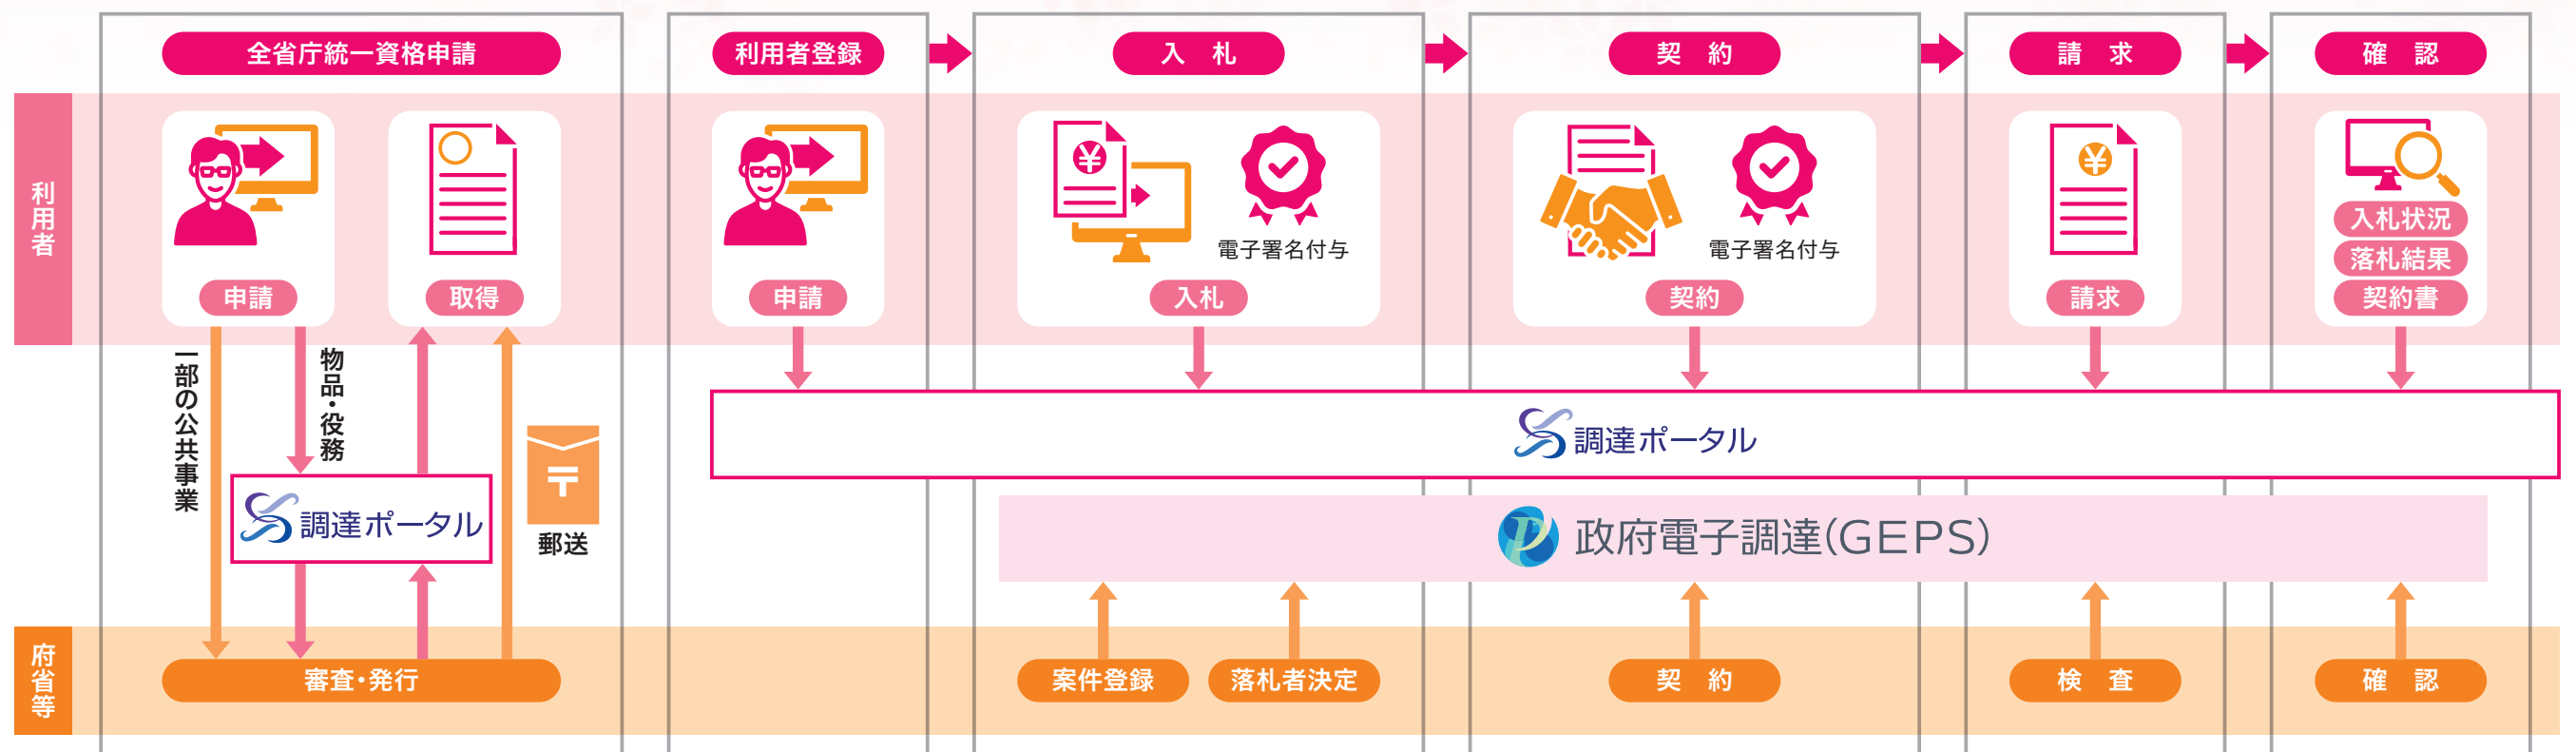 全省庁統一資格申請
利用者登録
入 札
契 約
請 求
確 認
利用者
申請
取得
申請
電子署名付与
入札
電子署名付与
契約
請求
入札状況
落札結果
契約書
一部の公共事業
物品・役務
調達ポータル
〒
郵送
調達ポータル
政府電子調達(GEPS)
府省等
審査・発行
案件登録
落札者決定
契 約
検 査
確 認